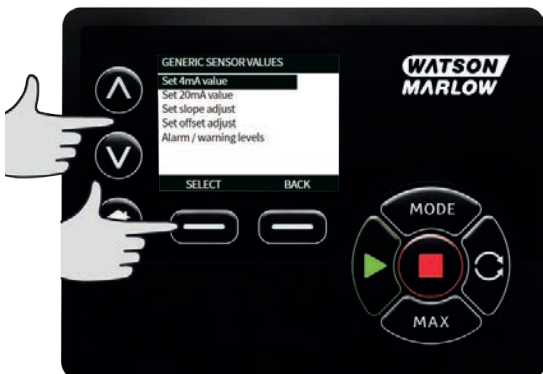 GENERIC SENSOR VALUES
Set 4mA value
Set 20mA value
Set slope adjust
Set offset adjust
Alarm / warning levels
SELECT BACK
WATSON
MARLOW
MODE
MAX